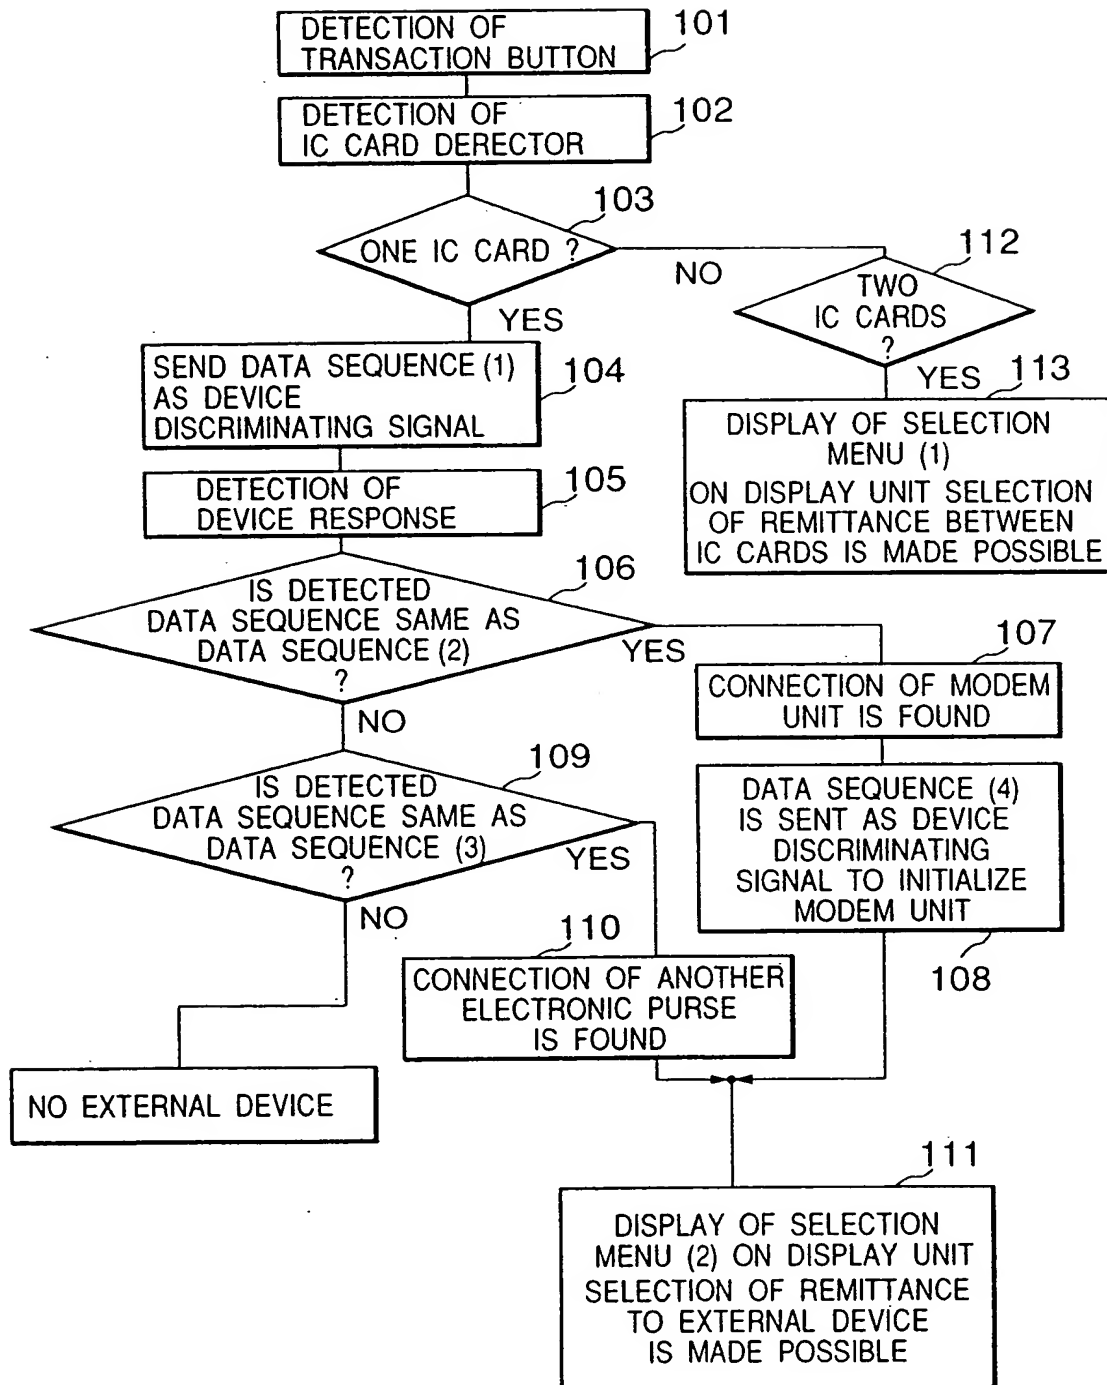 DETECTION OF
TRANSACTION BUTTON
101
DETECTION OF
IC CARD DERECTOR
102
103
ONE IC CARD ?
NO
YES
112
TWO
IC CARDS
?
YES
113
SEND DATA SEQUENCE (1)
AS DEVICE
DISCRIMINATING SIGNAL
104
DISPLAY OF SELECTION
MENU (1)
ON DISPLAY UNIT SELECTION
OF REMITTANCE BETWEEN
IC CARDS IS MADE POSSIBLE
DETECTION OF
DEVICE RESPONSE
105
106
IS DETECTED
DATA SEQUENCE SAME AS
DATA SEQUENCE (2)
?
YES
NO
107
CONNECTION OF MODEM
UNIT IS FOUND
109
IS DETECTED
DATA SEQUENCE SAME AS
DATA SEQUENCE (3)
?
YES
NO
DATA SEQUENCE (4)
IS SENT AS DEVICE
DISCRIMINATING
SIGNAL TO INITIALIZE
MODEM UNIT
108
110
CONNECTION OF ANOTHER
ELECTRONIC PURSE
IS FOUND
NO EXTERNAL DEVICE
111
DISPLAY OF SELECTION
MENU (2) ON DISPLAY UNIT
SELECTION OF REMITTANCE
TO EXTERNAL DEVICE
IS MADE POSSIBLE